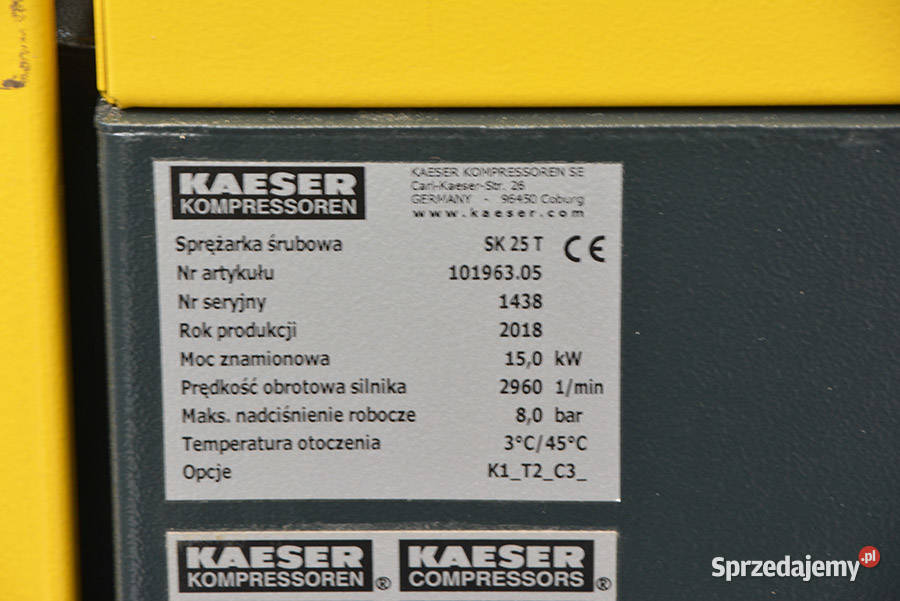 KAESER
KOMPRESSOREN
KAESER KOMPRESSOREN SE
Carl-Kaeser-Str. 26
GERMANY - 96450 Coburg
www.kaeser.com
Sprężarka śrubowa SK 25 T CE
Nr artykułu 101963.05
Nr seryjny 1438
Rok produkcji 2018
Moc znamionowa 15,0 kW
Prędkość obrotowa silnika 2960 1/min
Maks. nadciśnienie robocze 8,0 bar
Temperatura otoczenia 3°C/45°C
Opcje K1_T2_C3_
KAESER
KOMPRESSOREN®
KAESER
COMPRESSORS®
Sprzedajemy.pl